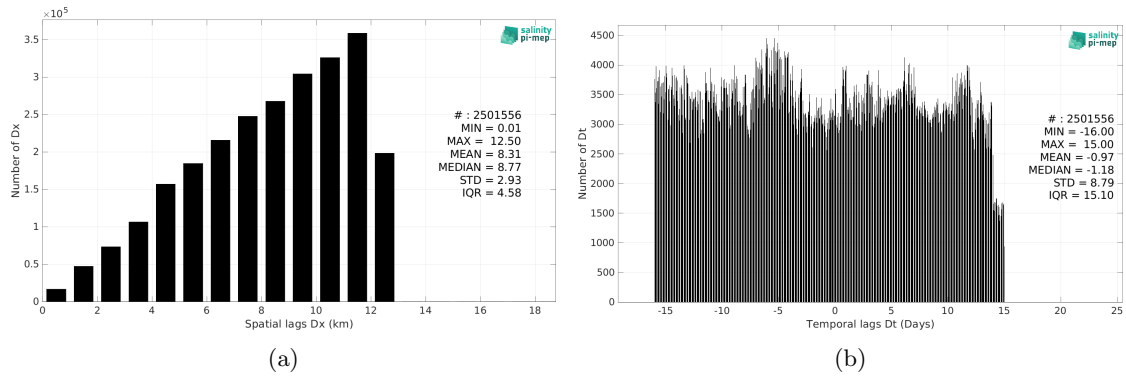 ×10⁵
3.5
3
2.5
2
1.5
1
0.5
0
0 2 4 6 8 10 12 14 16 18
Number of Dx
Spatial lags Dx (km)
salinity
pi-mep
# : 2501556
MIN = 0.01
MAX = 12.50
MEAN = 8.31
MEDIAN = 8.77
STD = 2.93
IQR = 4.58
(a)
4500
4000
3500
3000
2500
2000
1500
1000
500
0
-15 -10 -5 0 5 10 15 20 25
Number of Dt
Temporal lags Dt (Days)
salinity
pi-mep
# : 2501556
MIN = -16.00
MAX = 15.00
MEAN = -0.97
MEDIAN = -1.18
STD = 8.79
IQR = 15.10
(b)